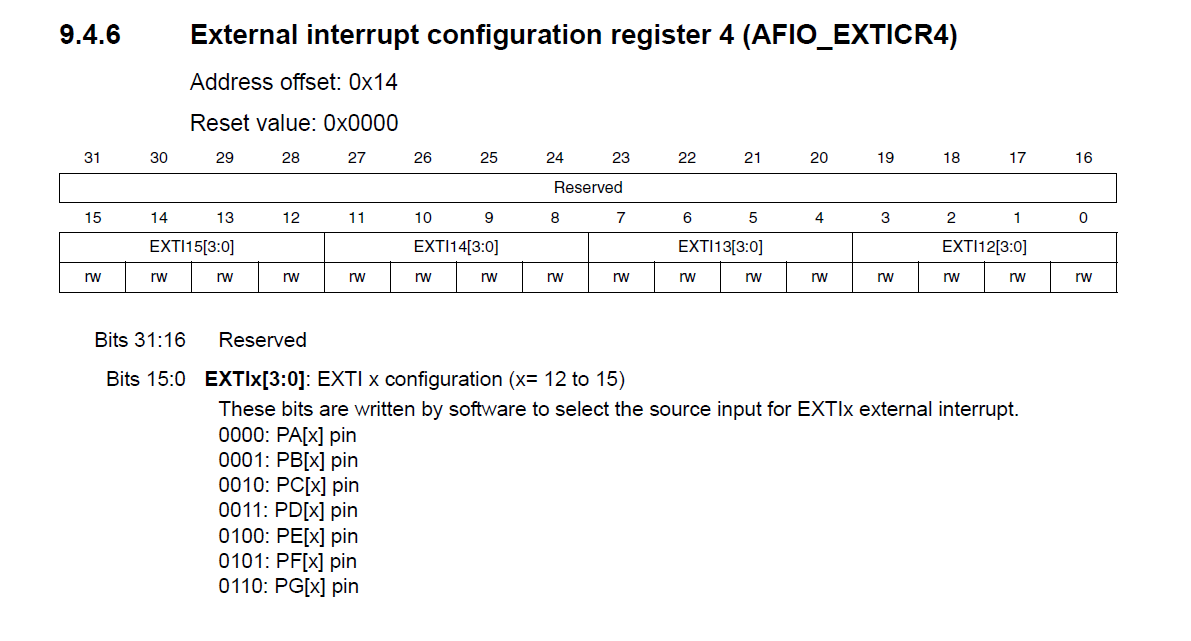 9.4.6 External interrupt configuration register 4 (AFIO_EXTICR4)
Address offset: 0x14
Reset value: 0x0000
31 30 29 28 27 26 25 24 23 22 21 20 19 18 17 16
Reserved
15 14 13 12 11 10 9 8 7 6 5 4 3 2 1 0
EXTI15[3:0] EXTI14[3:0] EXTI13[3:0] EXTI12[3:0]
rw rw rw rw rw rw rw rw rw rw rw rw rw rw rw rw
Bits 31:16 Reserved
Bits 15:0 EXTIx[3:0]: EXTI x configuration (x= 12 to 15)
These bits are written by software to select the source input for EXTIx external interrupt.
0000: PA[x] pin
0001: PB[x] pin
0010: PC[x] pin
0011: PD[x] pin
0100: PE[x] pin
0101: PF[x] pin
0110: PG[x] pin